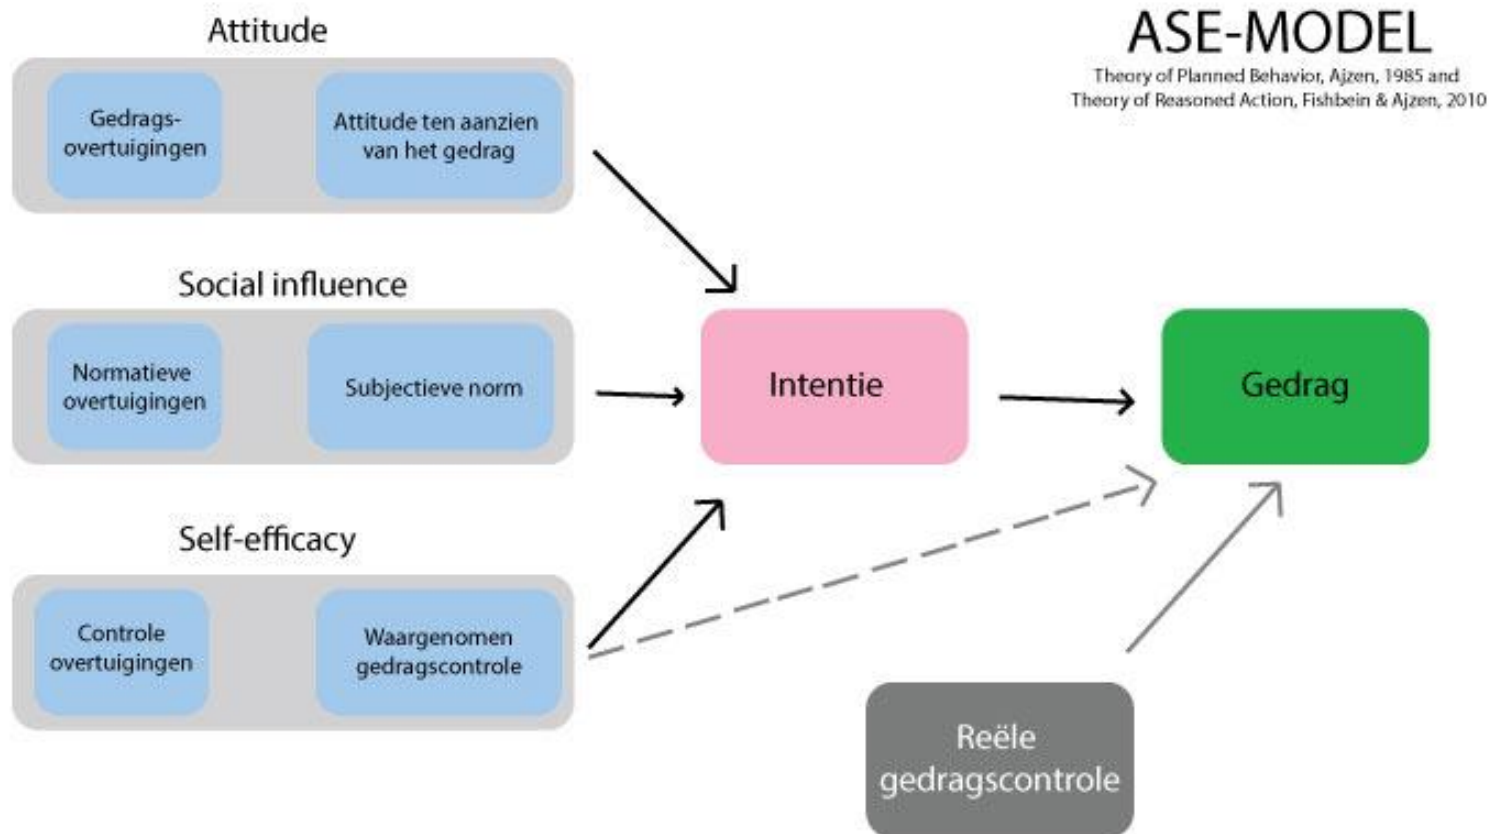 ASE-MODEL
Theory of Planned Behavior, Ajzen, 1985 and
Theory of Reasoned Action, Fishbein & Ajzen, 2010
Attitude
Gedrags-
overtuigingen
Attitude ten aanzien
van het gedrag
Social influence
Normatieve
overtuigingen
Subjectieve norm
Self-efficacy
Controle
overtuigingen
Waargenomen
gedragscontrole
Intentie
Gedrag
Reële
gedragscontrole